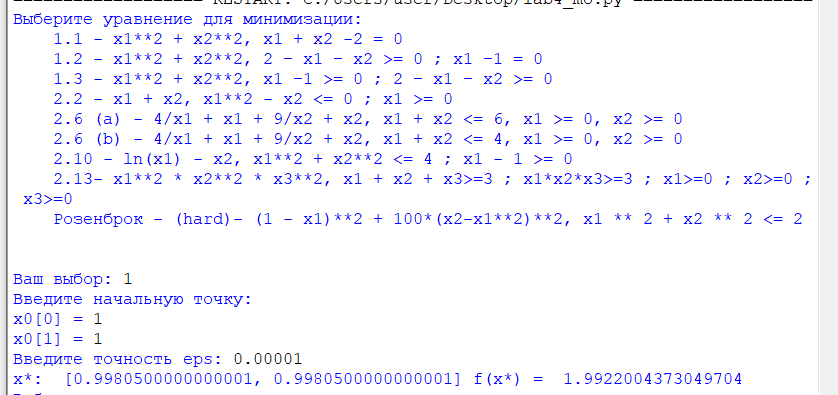 RESTART: C:/Users/user/Desktop/lab4_mo.py
Выберите уравнение для минимизации:
1.1 - x1**2 + x2**2, x1 + x2 -2 = 0
1.2 - x1**2 + x2**2, 2 - x1 - x2 >= 0 ; x1 -1 = 0
1.3 - x1**2 + x2**2, x1 -1 >= 0 ; 2 - x1 - x2 >= 0
2.2 - x1 + x2, x1**2 - x2 <= 0 ; x1 >= 0
2.6 (a) - 4/x1 + x1 + 9/x2 + x2, x1 + x2 <= 6, x1 >= 0, x2 >= 0
2.6 (b) - 4/x1 + x1 + 9/x2 + x2, x1 + x2 <= 4, x1 >= 0, x2 >= 0
2.10 - ln(x1) - x2, x1**2 + x2**2 <= 4 ; x1 - 1 >= 0
2.13- x1**2 * x2**2 * x3**2, x1 + x2 + x3>=3 ; x1*x2*x3>=3 ; x1>=0 ; x2>=0 ;
x3>=0
Розенброк - (hard)- (1 - x1)**2 + 100*(x2-x1**2)**2, x1 ** 2 + x2 ** 2 <= 2
Ваш выбор: 1
Введите начальную точку:
x0[0] = 1
x0[1] = 1
Введите точность eps: 0.00001
x*:  [0.9980500000000001, 0.9980500000000001] f(x*) =  1.9922004373049704